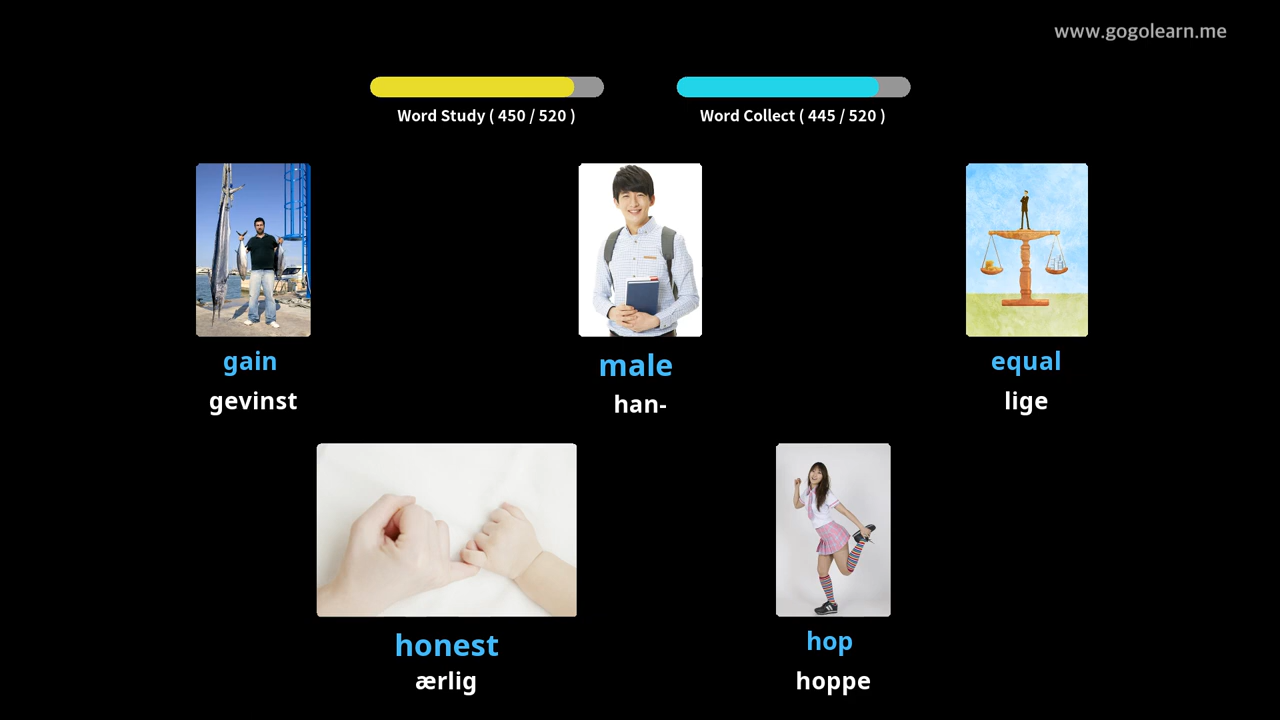 www.gogolearn.me
Word Study ( 450 / 520 )
Word Collect ( 445 / 520 )
gain
gevinst
male
han-
equal
lige
honest
ærlig
hop
hoppe